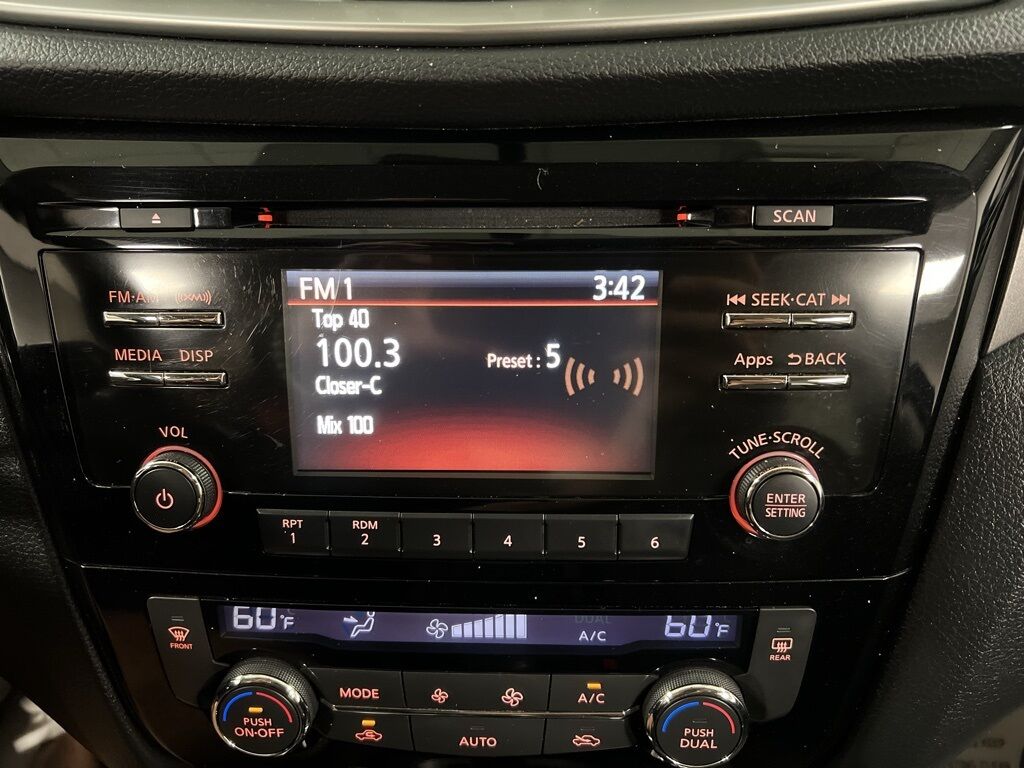 SCAN
FM·AM XM
MEDIA DISP
VOL
FM 1 3:42
Top 40
100.3
Preset : 5
Closer-C
Mix 100
SEEK·CAT
Apps BACK
TUNE·SCROLL
ENTER
SETTING
RPT
1
RDM
2
3
4
5
6
FRONT
60°F
DUAL
A/C
60°F
REAR
PUSH
ON·OFF
MODE
A/C
AUTO
PUSH
DUAL